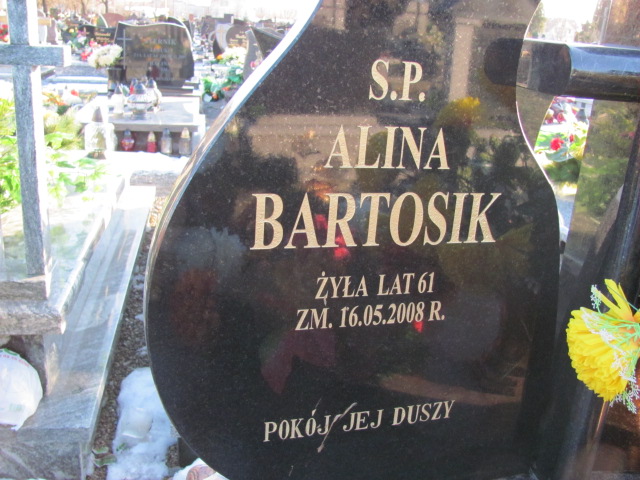 S.P.
ALINA
BARTOSIK
ŻYŁA LAT 61
ZM. 16.05.2008 R.
POKÓJ JEJ DUSZY